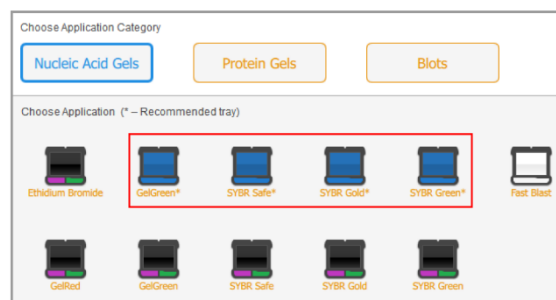 Choose Application Category
Nucleic Acid Gels Protein Gels Blots
Choose Application (* – Recommended tray)
Ethidium Bromide GelGreen* SYBR Safe* SYBR Gold* SYBR Green* Fast Blast
GelRed GelGreen SYBR Safe SYBR Gold SYBR Green